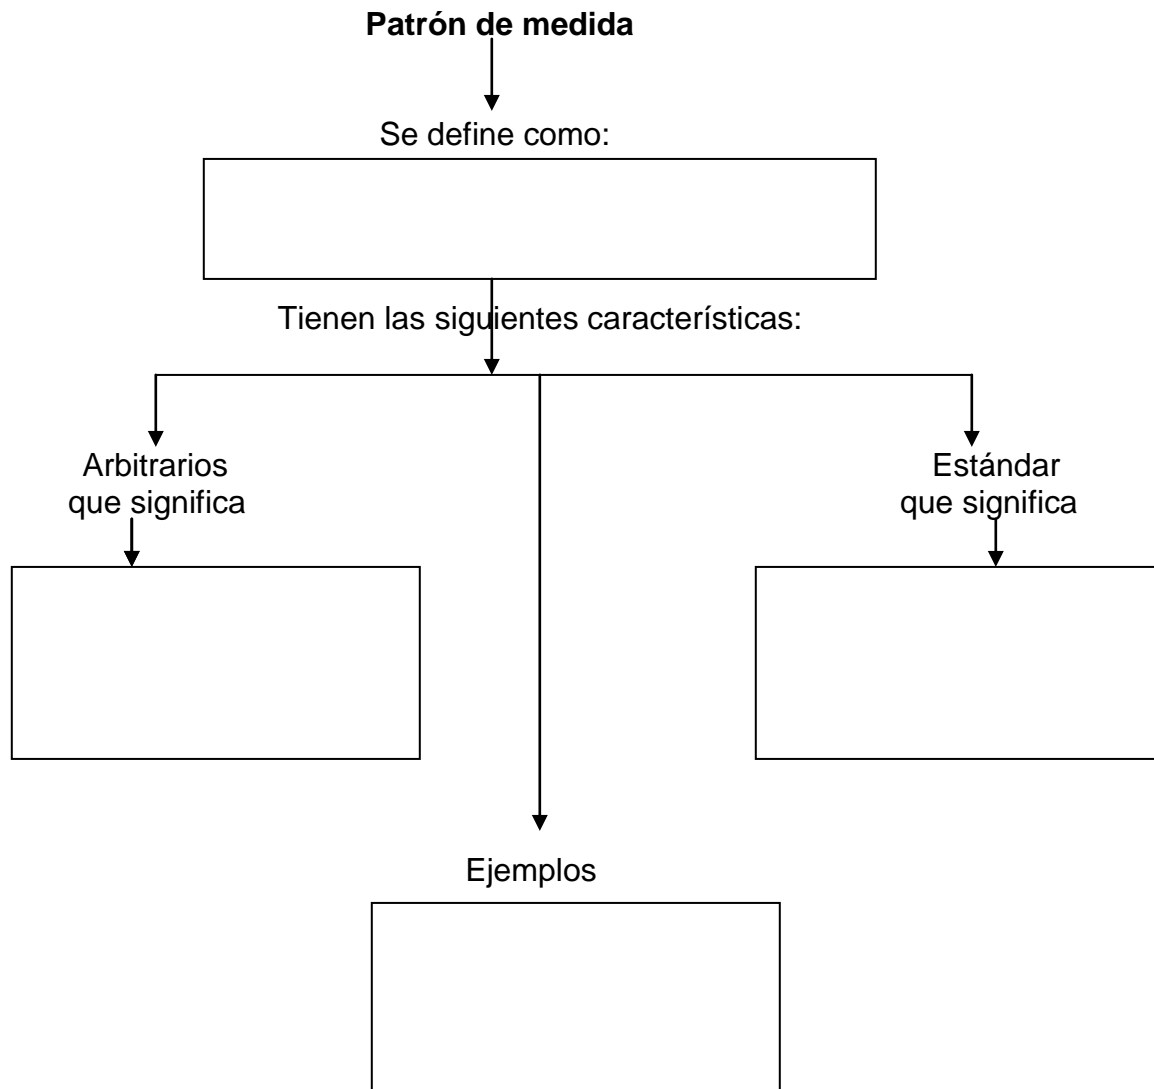 Patrón de medida
Se define como:
Tienen las siguientes características:
Arbitrarios
que significa
Estándar
que significa
Ejemplos